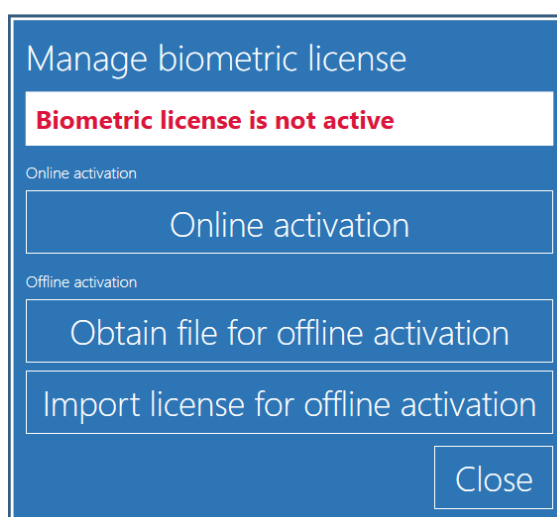 Manage biometric license
Biometric license is not active
Online activation
Online activation
Offline activation
Obtain file for offline activation
Import license for offline activation
Close